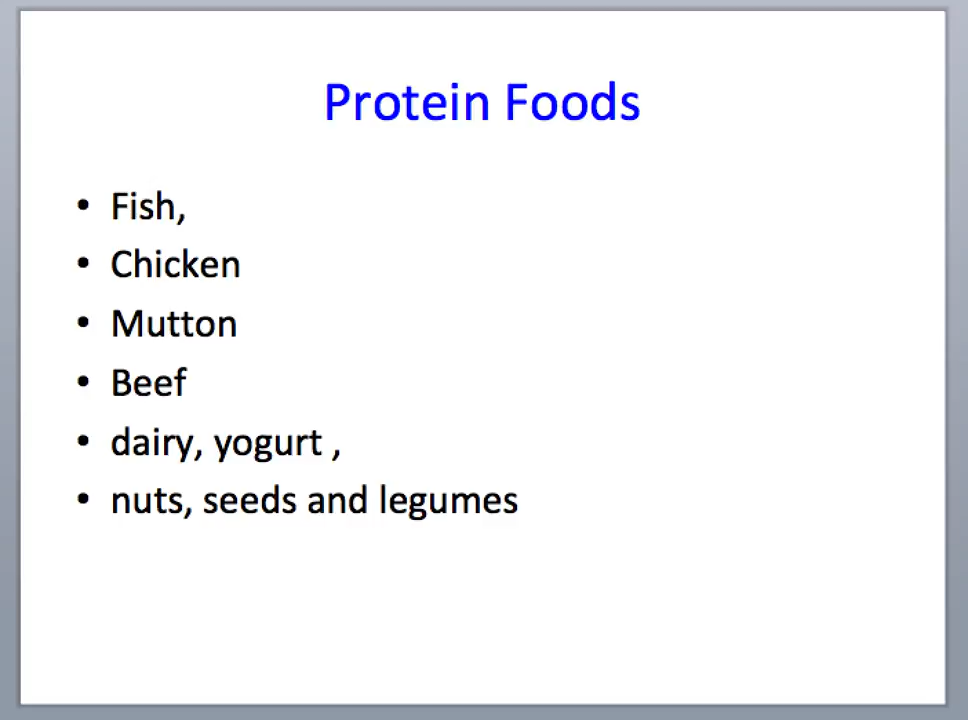 Protein Foods
• Fish,
• Chicken
• Mutton
• Beef
• dairy, yogurt ,
• nuts, seeds and legumes